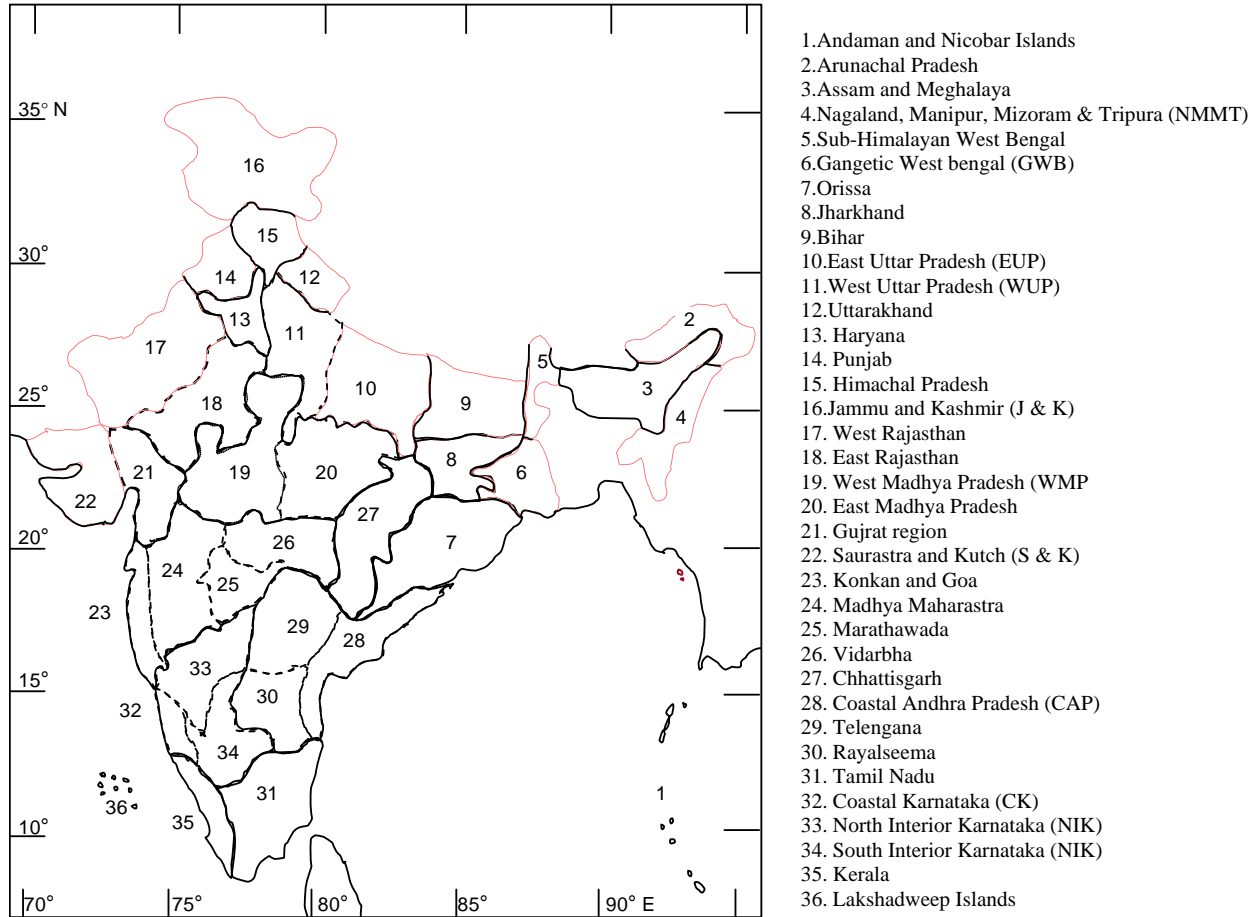 35° N
30°
25°
20°
15°
10°
70°
75°
80°
85°
90° E
16
15
14
12
13
17
11
2
5
18
10
9
3
4
21
19
20
8
6
22
27
26
7
24
25
23
29
28
33
30
32
34
31
1
36
35
1.Andaman and Nicobar Islands
2.Arunachal Pradesh
3.Assam and Meghalaya
4.Nagaland, Manipur, Mizoram & Tripura (NMMT)
5.Sub-Himalayan West Bengal
6.Gangetic West bengal (GWB)
7.Orissa
8.Jharkhand
9.Bihar
10.East Uttar Pradesh (EUP)
11.West Uttar Pradesh (WUP)
12.Uttarakhand
13. Haryana
14. Punjab
15. Himachal Pradesh
16.Jammu and Kashmir (J & K)
17. West Rajasthan
18. East Rajasthan
19. West Madhya Pradesh (WMP
20. East Madhya Pradesh
21. Gujrat region
22. Saurastra and Kutch (S & K)
23. Konkan and Goa
24. Madhya Maharastra
25. Marathawada
26. Vidarbha
27. Chhattisgarh
28. Coastal Andhra Pradesh (CAP)
29. Telengana
30. Rayalseema
31. Tamil Nadu
32. Coastal Karnataka (CK)
33. North Interior Karnataka (NIK)
34. South Interior Karnataka (NIK)
35. Kerala
36. Lakshadweep Islands